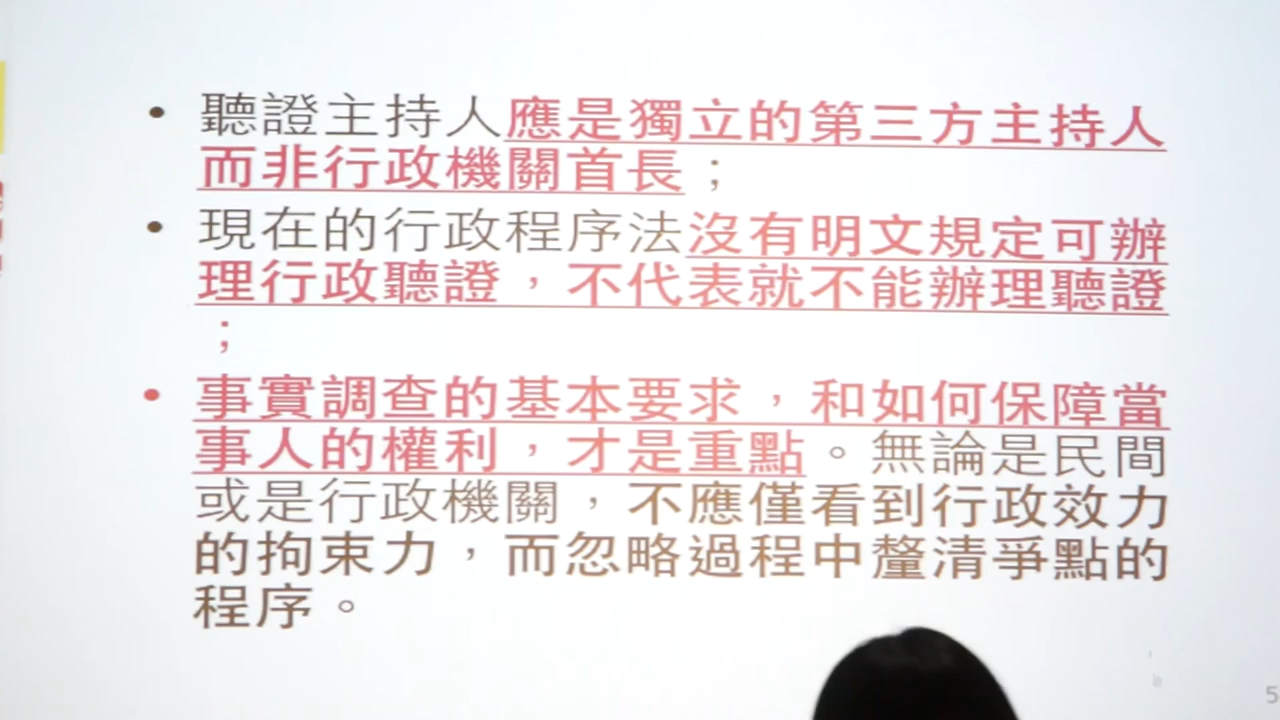 • 聽證主持人應是獨立的第三方主持人
而非行政機關首長；
• 現在的行政程序法沒有明文規定可辦
理行政聽證，不代表就不能辦理聽證
；
• 事實調查的基本要求，和如何保障當
事人的權利，才是重點。無論是民間
或是行政機關，不應僅看到行政效力
的拘束力，而忽略過程中釐清爭點的
程序。
5